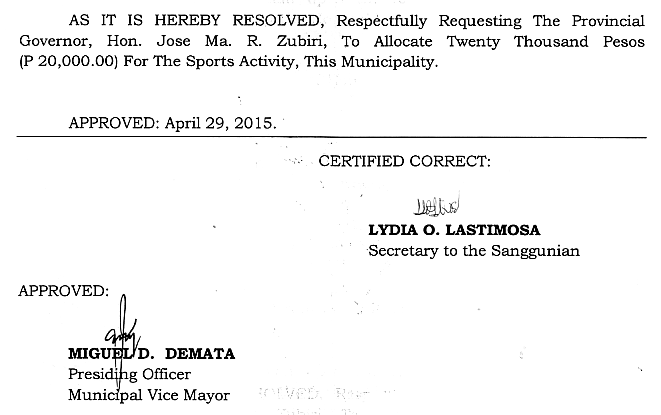 AS IT IS HEREBY RESOLVED, Respectfully Requesting The Provincial
Governor, Hon. Jose Ma. R. Zubiri, To Allocate Twenty Thousand Pesos
(P 20,000.00) For The Sports Activity, This Municipality.
APPROVED: April 29, 2015.
CERTIFIED CORRECT:
LYDIA O. LASTIMOSA
Secretary to the Sanggunian
APPROVED:
MIGUEL D. DEMATA
Presiding Officer
Municipal Vice Mayor